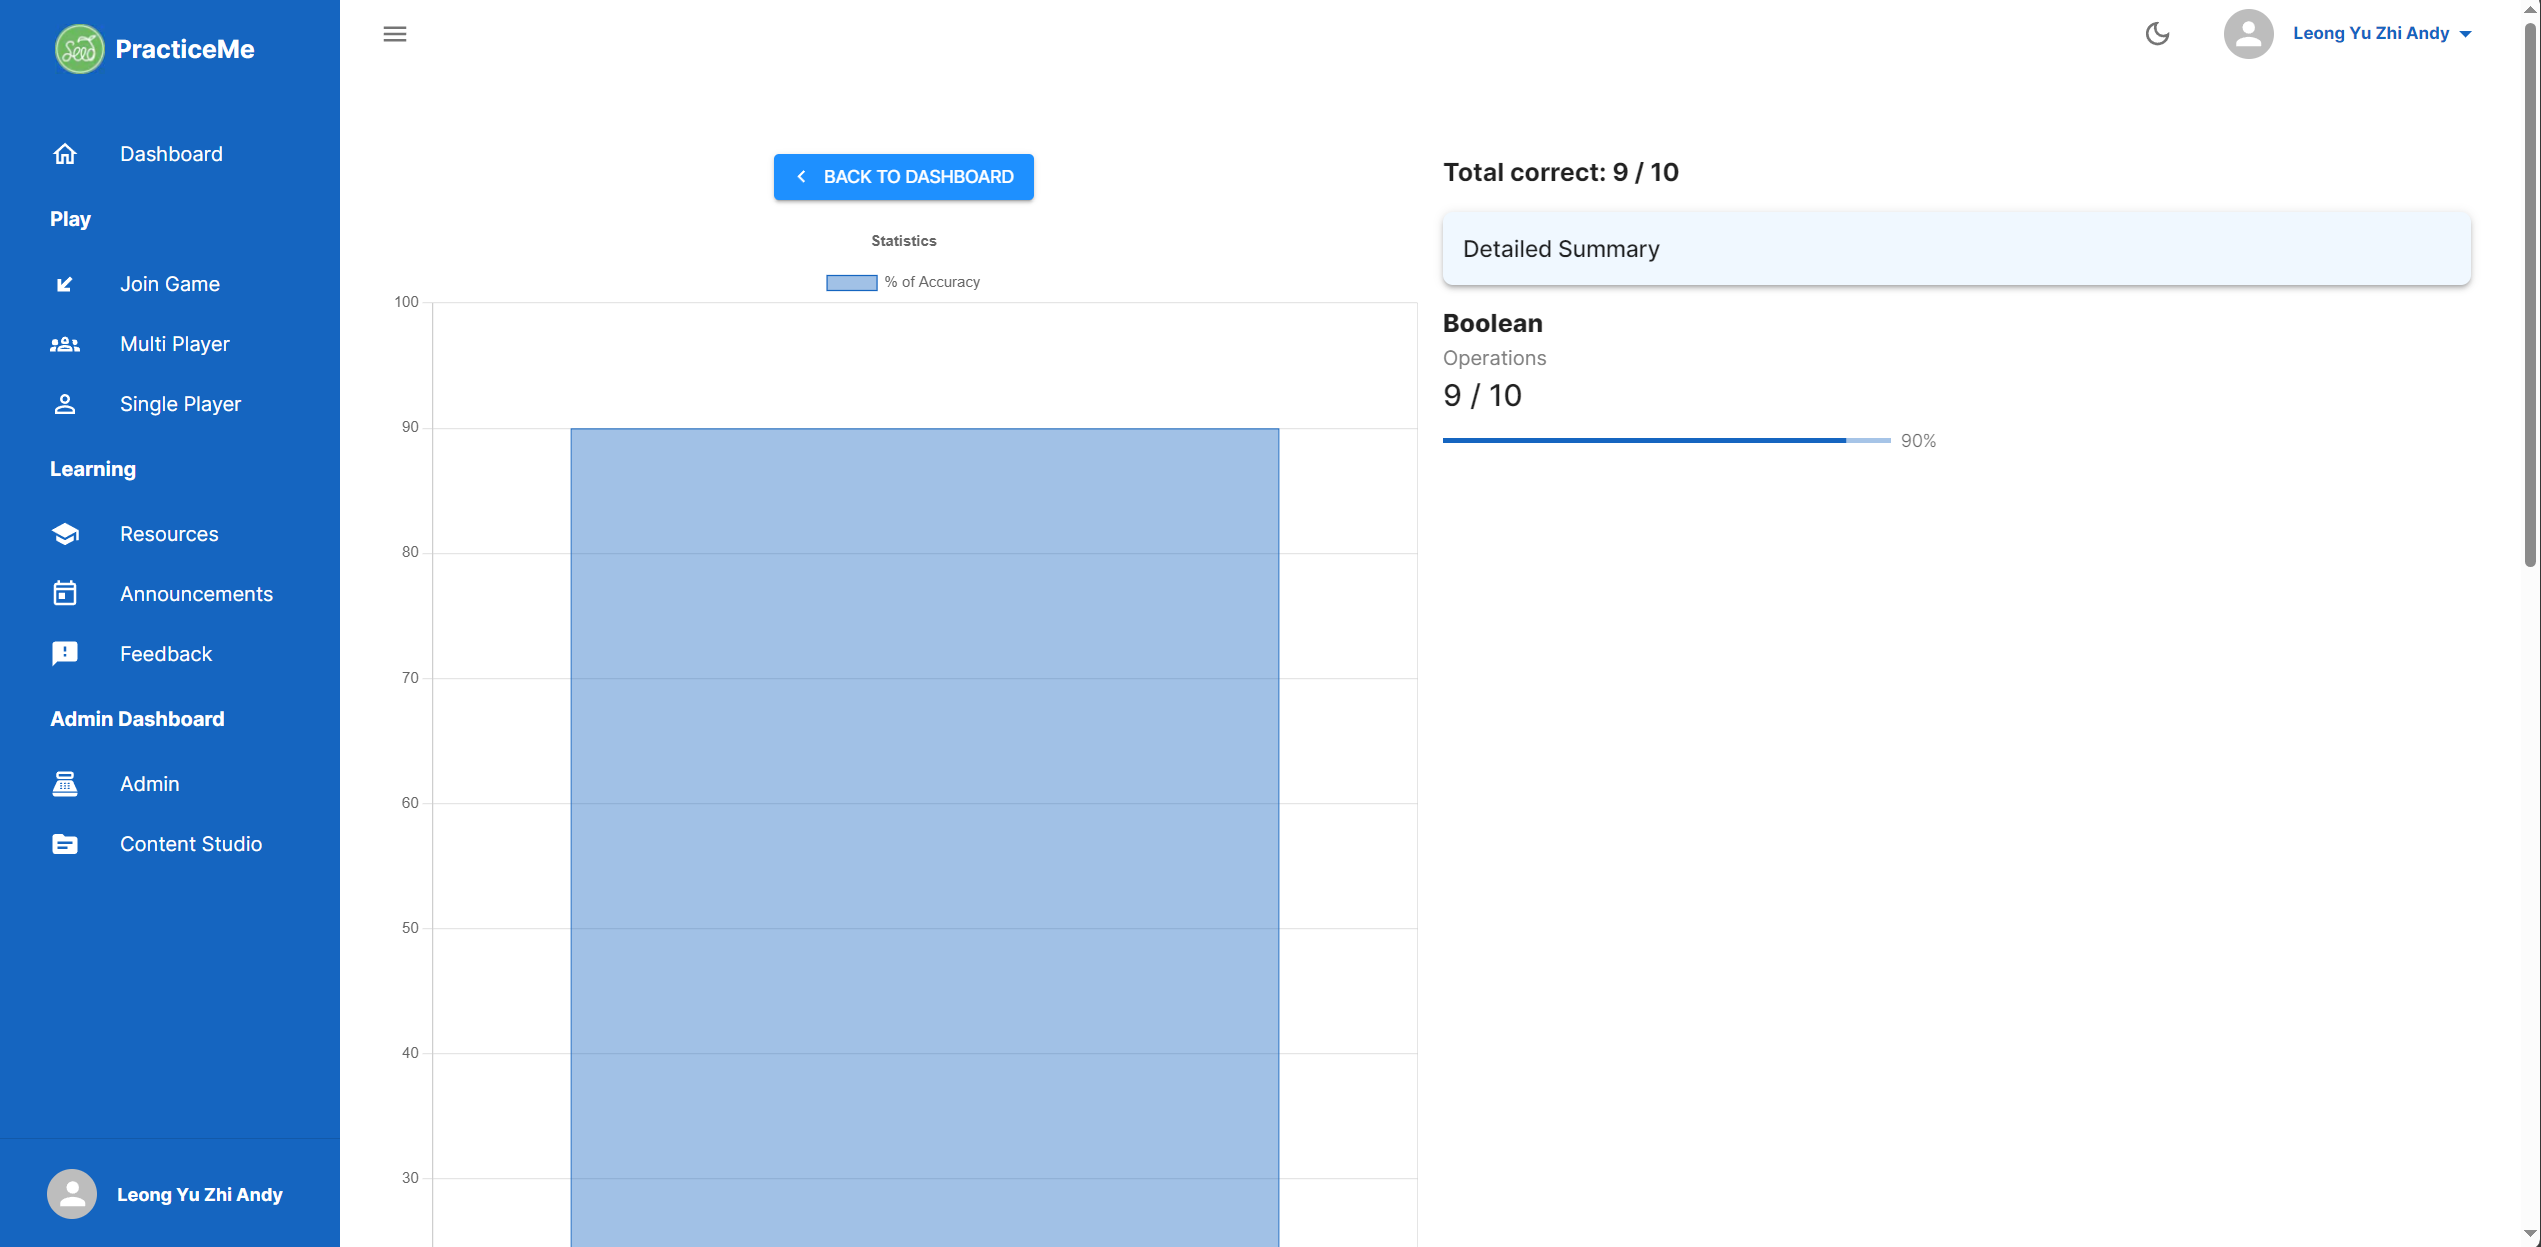 Seed
PracticeMe
Dashboard
Play
Join Game
Multi Player
Single Player
Learning
Resources
Announcements
Feedback
Admin Dashboard
Admin
Content Studio
Leong Yu Zhi Andy
Leong Yu Zhi Andy
BACK TO DASHBOARD
Statistics
% of Accuracy
100
90
80
70
60
50
40
30
Total correct: 9 / 10
Detailed Summary
Boolean
Operations
9 / 10
90%